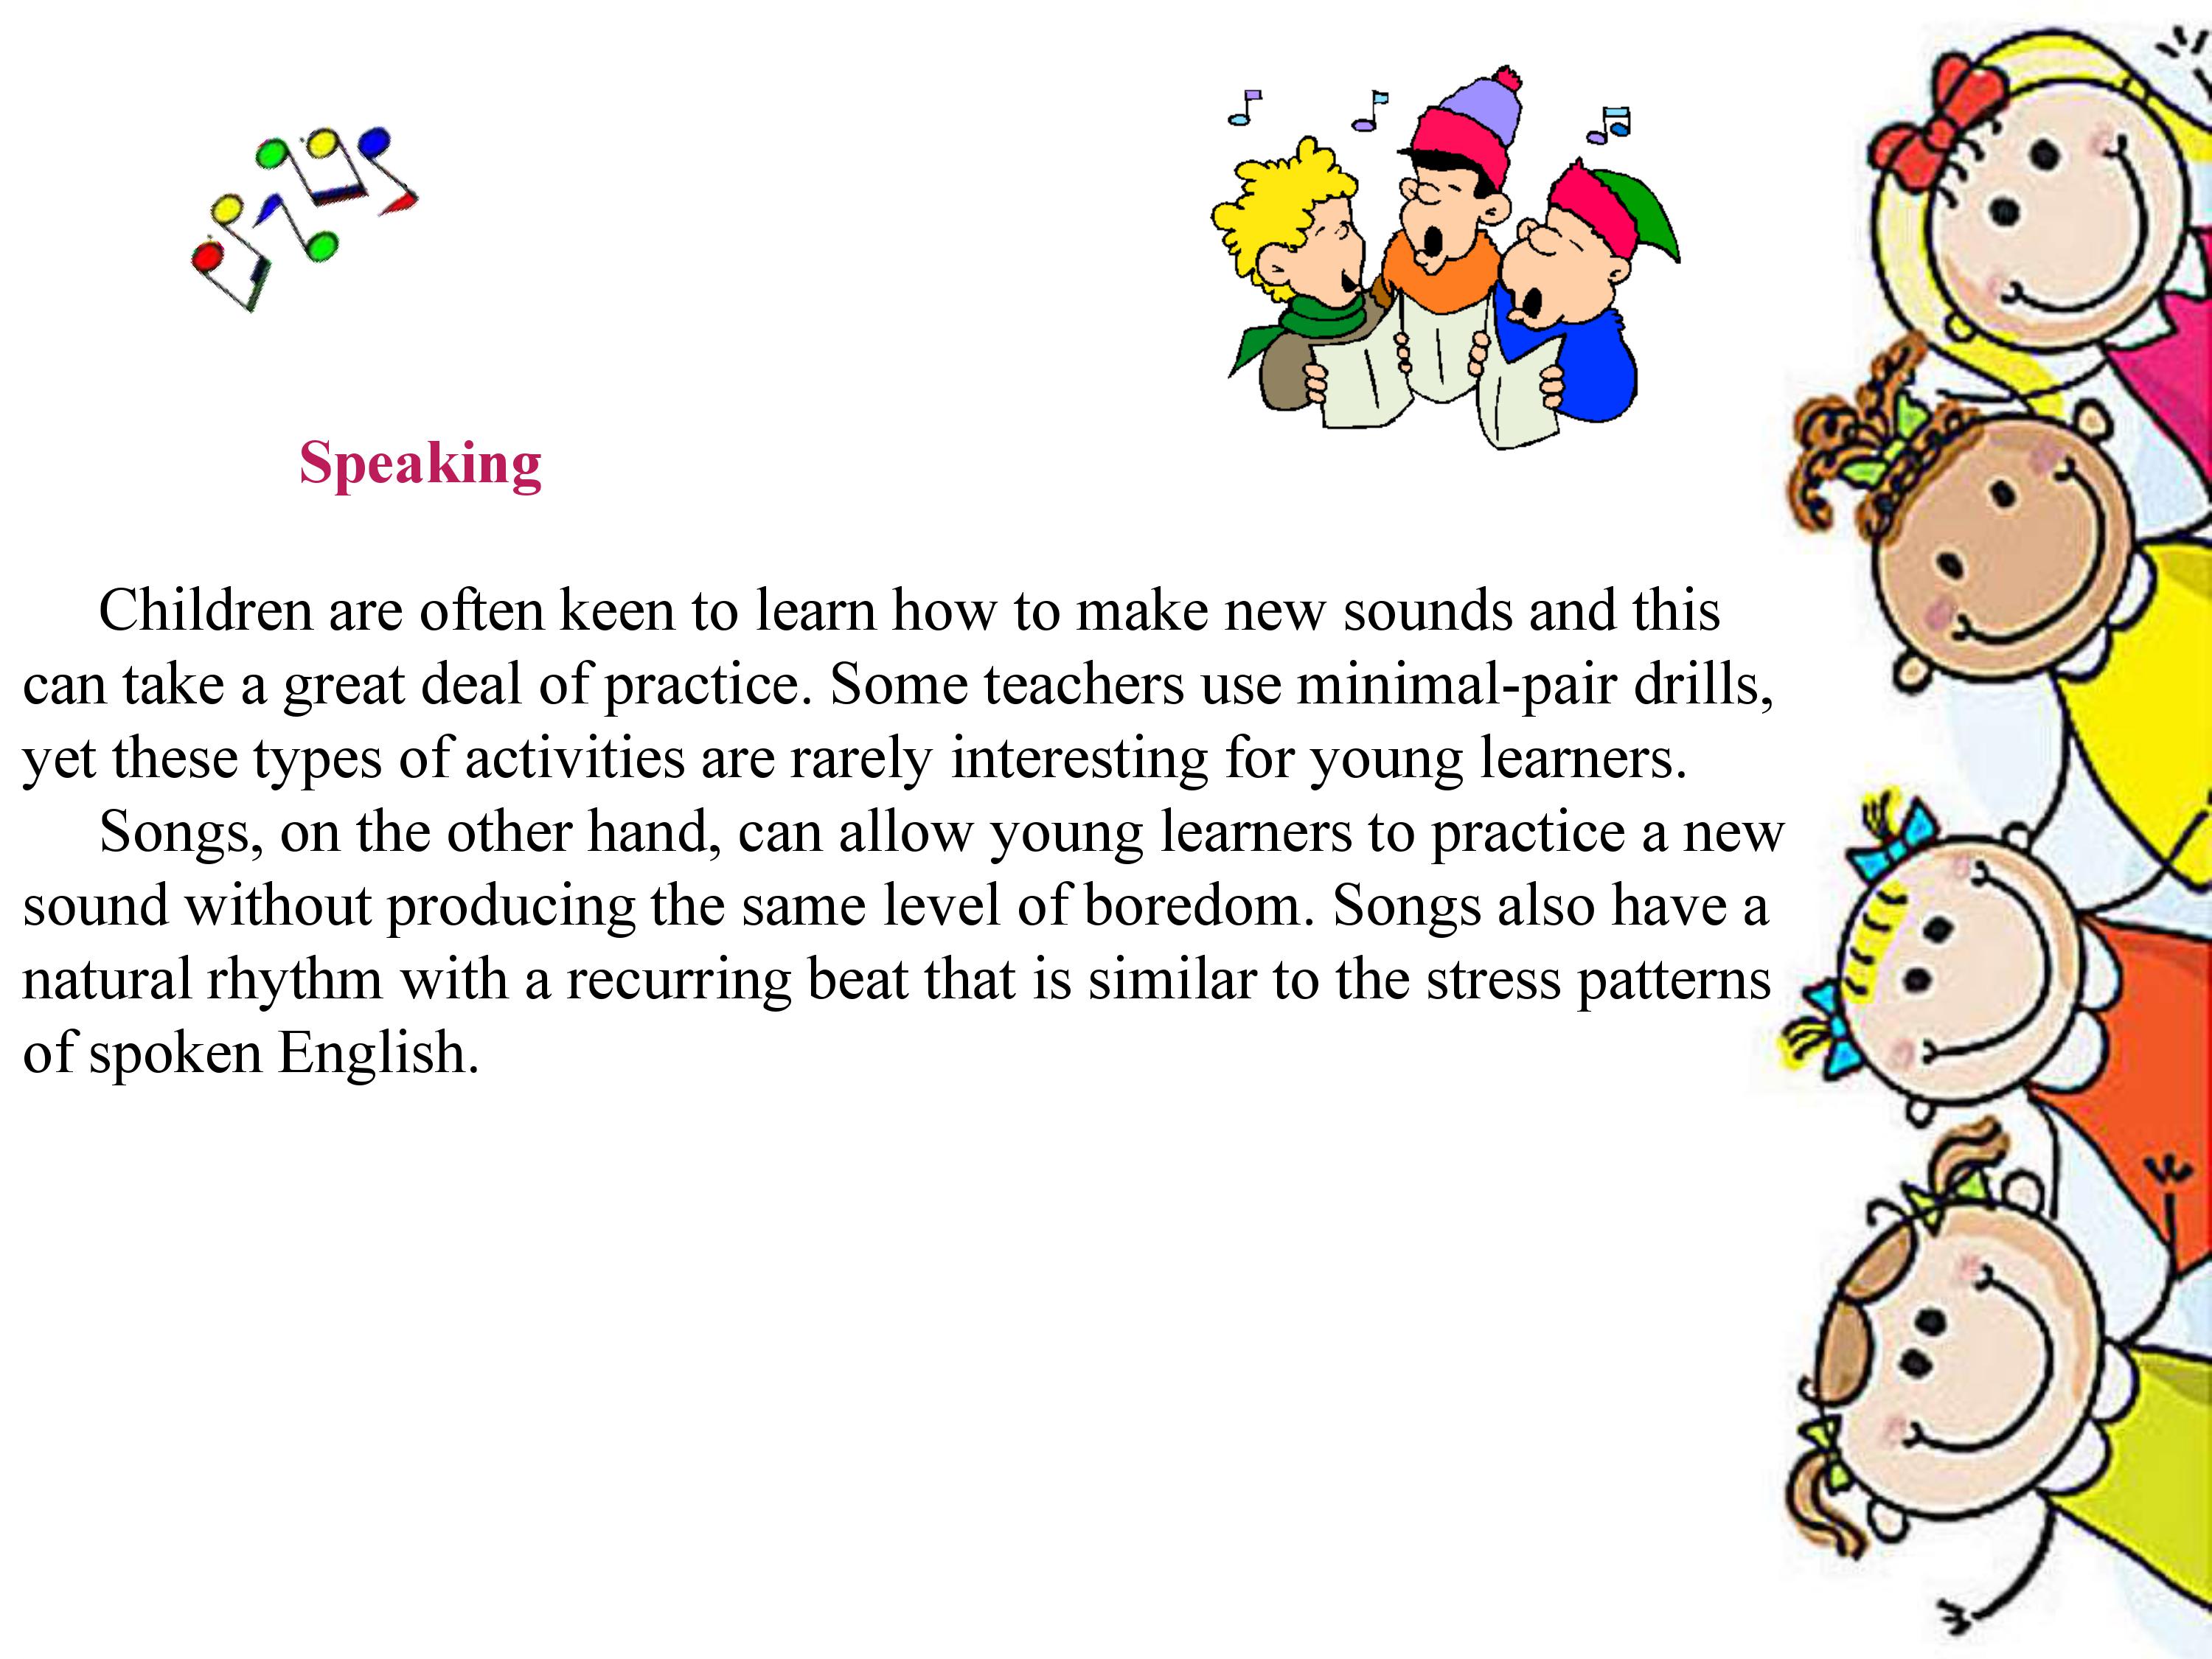 Speaking
Children are often keen to learn how to make new sounds and this
can take a great deal of practice. Some teachers use minimal-pair drills,
yet these types of activities are rarely interesting for young learners.
Songs, on the other hand, can allow young learners to practice a new
sound without producing the same level of boredom. Songs also have a
natural rhythm with a recurring beat that is similar to the stress patterns
of spoken English.